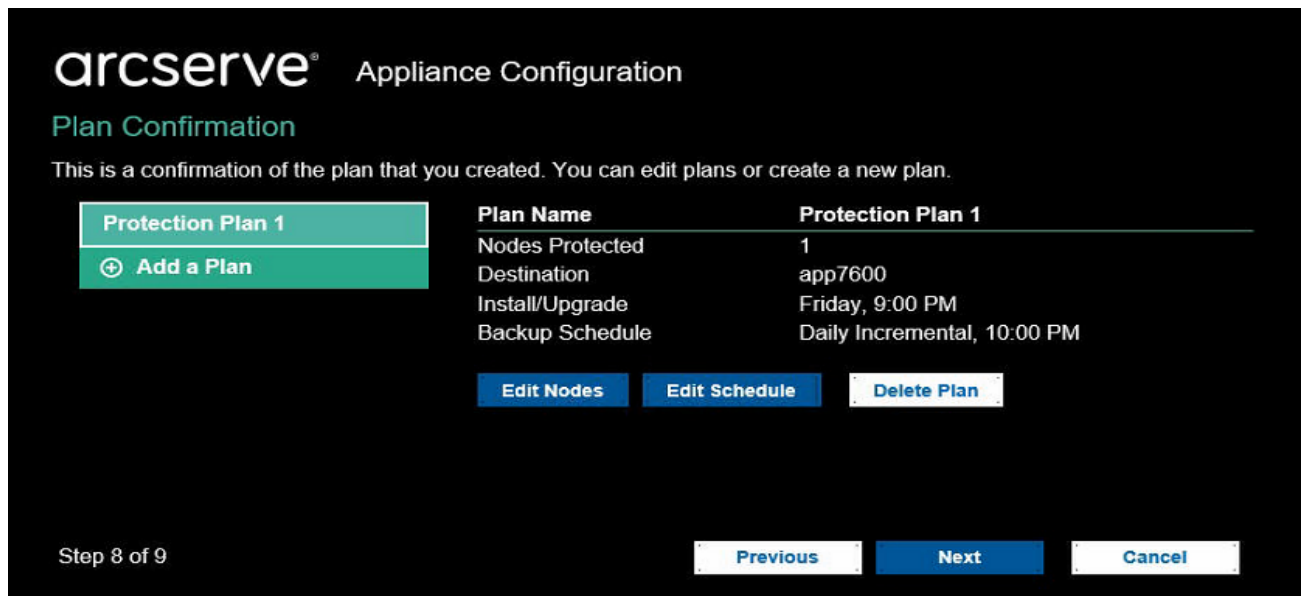 arcserve® Appliance Configuration
Plan Confirmation
This is a confirmation of the plan that you created. You can edit plans or create a new plan.
Protection Plan 1
Add a Plan
Plan Name Protection Plan 1
Nodes Protected 1
Destination app7600
Install/Upgrade Friday, 9:00 PM
Backup Schedule Daily Incremental, 10:00 PM
Edit Nodes Edit Schedule Delete Plan
Step 8 of 9 Previous Next Cancel